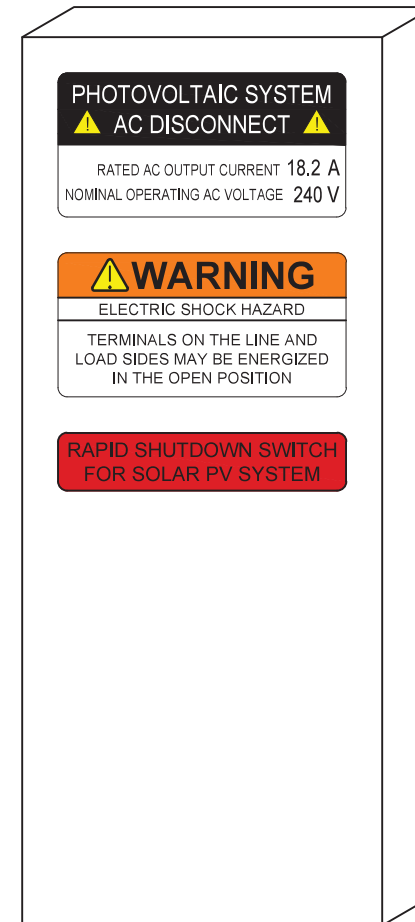 PHOTOVOLTAIC SYSTEM
AC DISCONNECT
RATED AC OUTPUT CURRENT 18.2 A
NOMINAL OPERATING AC VOLTAGE 240 V
WARNING
ELECTRIC SHOCK HAZARD
TERMINALS ON THE LINE AND
LOAD SIDES MAY BE ENERGIZED
IN THE OPEN POSITION
RAPID SHUTDOWN SWITCH
FOR SOLAR PV SYSTEM